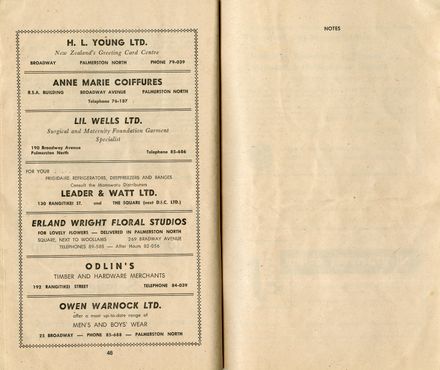 H. L. YOUNG LTD.
New Zealand's Greeting Card Centre
BROADWAY PALMERSTON NORTH PHONE 79-039
ANNE MARIE COIFFURES
R.S.A. BUILDING BROADWAY AVENUE PALMERSTON NORTH
Telephone 76-157
LIL WELLS LTD.
Surgical and Maternity Foundation Garment
Specialist
190 Broadway Avenue
Palmerston North Telephone 85-686
FOR YOUR ..
FRIGIDAIRE REFRIGERATORS, DEEPFREEZERS AND RANGES
Consult the Manawatu Distributors
LEADER & WATT LTD.
130 RANGITIKEI ST. and THE SQUARE (next D.I.C. LTD.)
ERLAND WRIGHT FLORAL STUDIOS
FOR LOVELY FLOWERS — DELIVERED IN PALMERSTON NORTH
SQUARE, NEXT TO WOOLLAMS 269 BRADWAY AVENUE
TELEPHONES 89-585 — After Hours 82-056
ODLIN'S
TIMBER AND HARDWARE MERCHANTS
192 RANGITIKEI STREET TELEPHONE 84-039
OWEN WARNOCK LTD.
offer a most up-to-date range of
MEN'S AND BOYS' WEAR
25 BROADWAY — PHONE 85-688 — PALMERSTON NORTH
48
NOTES